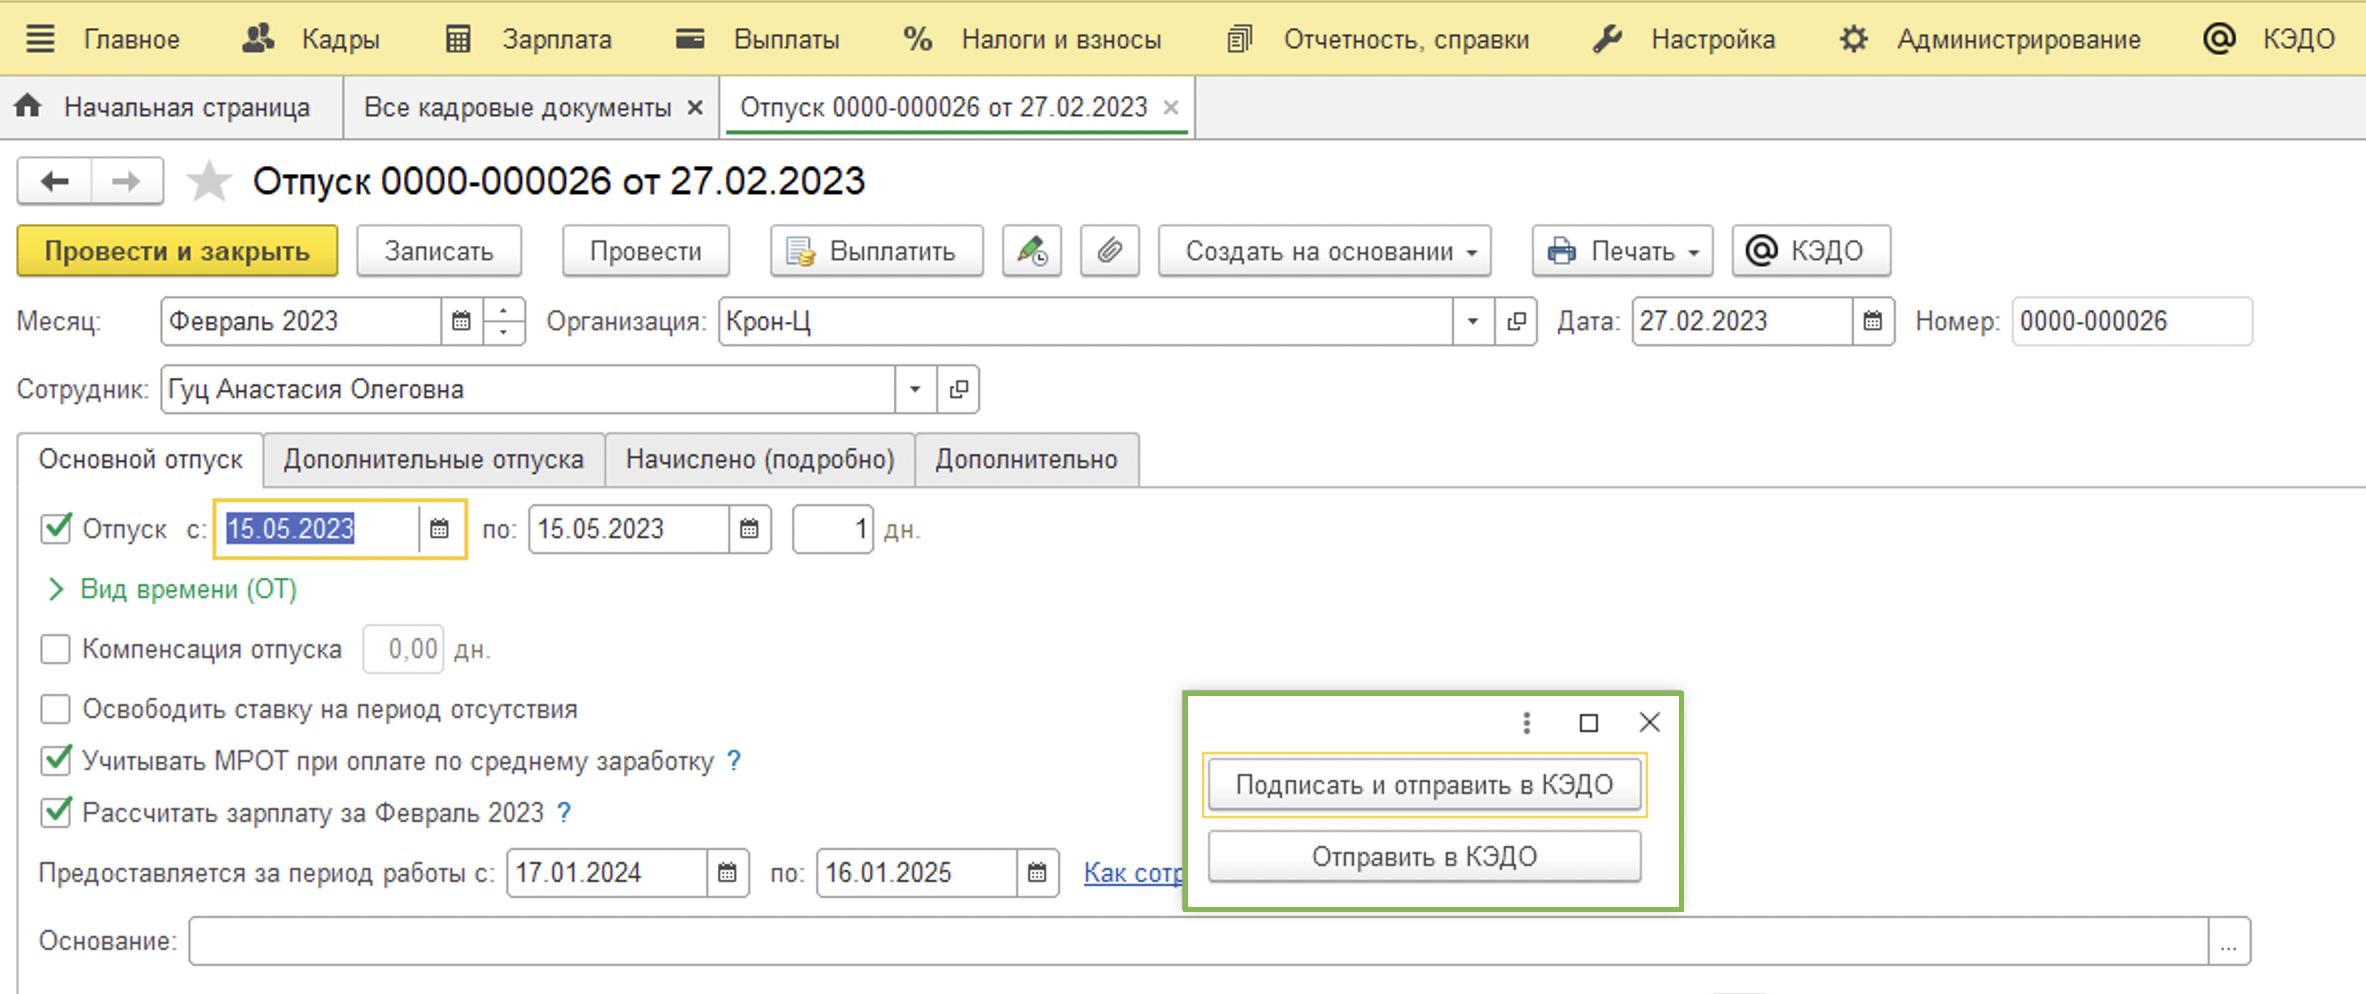 Главное Кадры Зарплата Выплаты % Налоги и взносы Отчетность, справки Настройка Администрирование @ КЭДО
Начальная страница Все кадровые документы × Отпуск 0000-000026 от 27.02.2023 ×
Отпуск 0000-000026 от 27.02.2023
Провести и закрыть Записать Провести Выплатить Создать на основании Печать @ КЭДО
Месяц: Февраль 2023 Организация: Крон-Ц Дата: 27.02.2023 Номер: 0000-000026
Сотрудник: Гуц Анастасия Олеговна
Основной отпуск Дополнительные отпуска Начислено (подробно) Дополнительно
Отпуск с: 15.05.2023 по: 15.05.2023 1 дн.
Вид времени (ОТ)
Компенсация отпуска 0,00 дн.
Освободить ставку на период отсутствия
Учитывать МРОТ при оплате по среднему заработку ?
Рассчитать зарплату за Февраль 2023 ?
Предоставляется за период работы с: 17.01.2024 по: 16.01.2025 Как сотр
Основание: ...
Подписать и отправить в КЭДО
Отправить в КЭДО